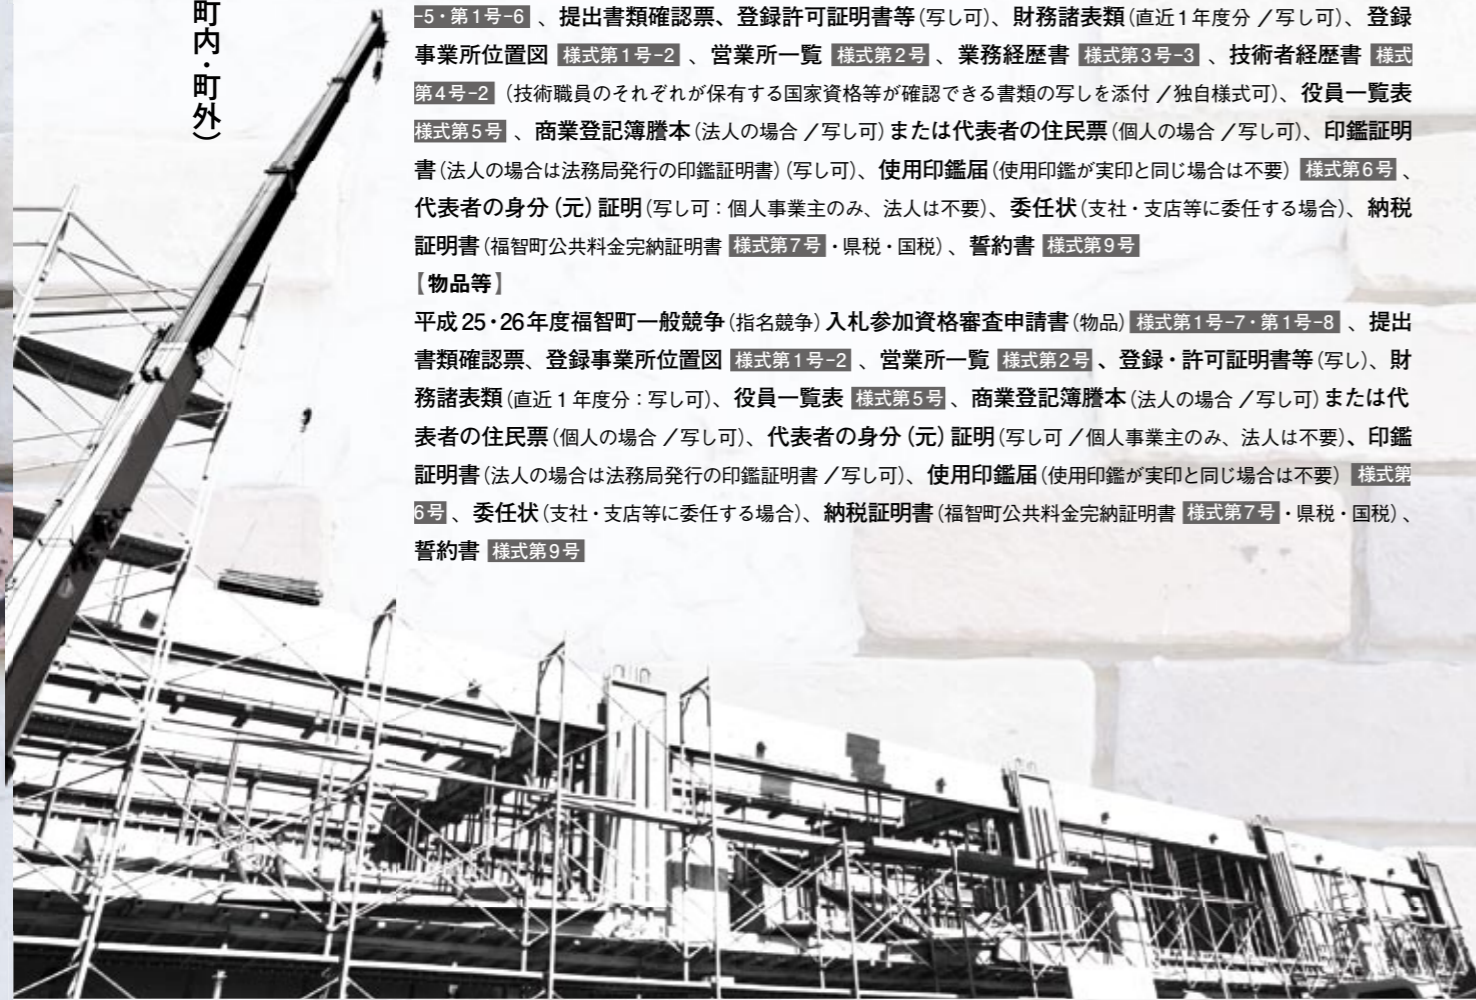 町内・町外）
-5・第1号-6 、提出書類確認票、登録許可証明書等（写し可）、財務諸表類（直近1年度分／写し可）、登録
事業所位置図 様式第1号-2 、営業所一覧 様式第2号 、業務経歴書 様式第3号-3 、技術者経歴書 様式
第4号-2 （技術職員のそれぞれが保有する国家資格等が確認できる書類の写しを添付／独自様式可）、役員一覧表
様式第5号 、商業登記簿謄本（法人の場合／写し可）または代表者の住民票（個人の場合／写し可）、印鑑証明
書（法人の場合は法務局発行の印鑑証明書）（写し可）、使用印鑑届（使用印鑑が実印と同じ場合は不要） 様式第6号 、
代表者の身分（元）証明（写し可：個人事業主のみ、法人は不要）、委任状（支社・支店等に委任する場合）、納税
証明書（福智町公共料金完納証明書 様式第7号 ・県税・国税）、誓約書 様式第9号
【物品等】
平成25・26年度福智町一般競争（指名競争）入札参加資格審査申請書（物品） 様式第1号-7・第1号-8 、提出
書類確認票、登録事業所位置図 様式第1号-2 、営業所一覧 様式第2号 、登録・許可証明書等（写し）、財
務諸表類（直近1年度分：写し可）、役員一覧表 様式第5号 、商業登記簿謄本（法人の場合／写し可）または代
表者の住民票（個人の場合／写し可）、代表者の身分（元）証明（写し可／個人事業主のみ、法人は不要）、印鑑
証明書（法人の場合は法務局発行の印鑑証明書／写し可）、使用印鑑届（使用印鑑が実印と同じ場合は不要） 様式第
6号 、委任状（支社・支店等に委任する場合）、納税証明書（福智町公共料金完納証明書 様式第7号 ・県税・国税）、
誓約書 様式第9号